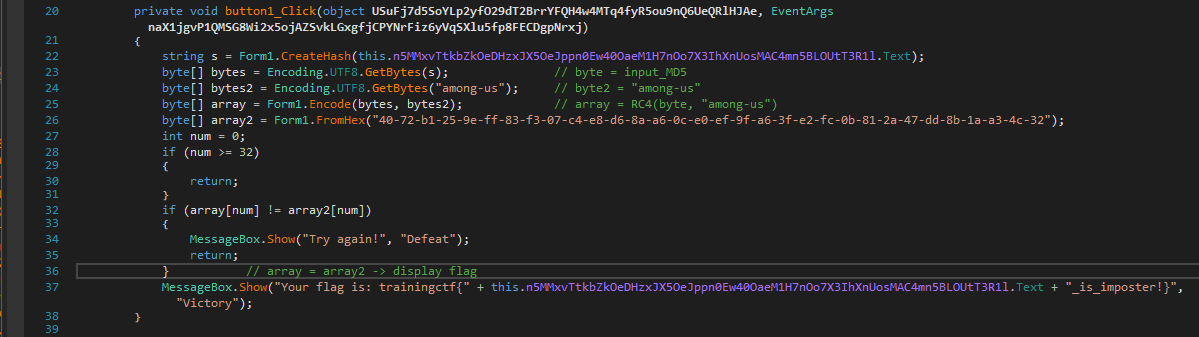 20 private void button1_Click(object USuFj7d5SoYLp2yfO29dT2BrrYFQH4w4MTq4fyR5ou9nQ6UeQRlHJAe, EventArgs
naX1jgvP1QMSG8Wi2x5ojAZSvkLGxgfjCPYNrFiz6yVqSXlu5fp8FECDgpNrxj)
21 {
22 string s = Form1.CreateHash(this.n5MMxvTtkbZkOeDHzxJX5OeJppn0Ew40OaeM1H7nOo7X3IhXnUosMAC4mn5BLOUtT3R1l.Text);
23 byte[] bytes = Encoding.UTF8.GetBytes(s); // byte = input_MD5
24 byte[] bytes2 = Encoding.UTF8.GetBytes("among-us"); // byte2 = "among-us"
25 byte[] array = Form1.Encode(bytes, bytes2); // array = RC4(byte, "among-us")
26 byte[] array2 = Form1.FromHex("40-72-b1-25-9e-ff-83-f3-07-c4-e8-d6-8a-a6-0c-e0-ef-9f-a6-3f-e2-fc-0b-81-2a-47-dd-8b-1a-a3-4c-32");
27 int num = 0;
28 if (num >= 32)
29 {
30 return;
31 }
32 if (array[num] != array2[num])
33 {
34 MessageBox.Show("Try again!", "Defeat");
35 return;
36 } // array = array2 -> display flag
37 MessageBox.Show("Your flag is: trainingctf{" + this.n5MMxvTtkbZkOeDHzxJX5OeJppn0Ew40OaeM1H7nOo7X3IhXnUosMAC4mn5BLOUtT3R1l.Text + "_is_imposter!}",
"Victory");
38 }
39